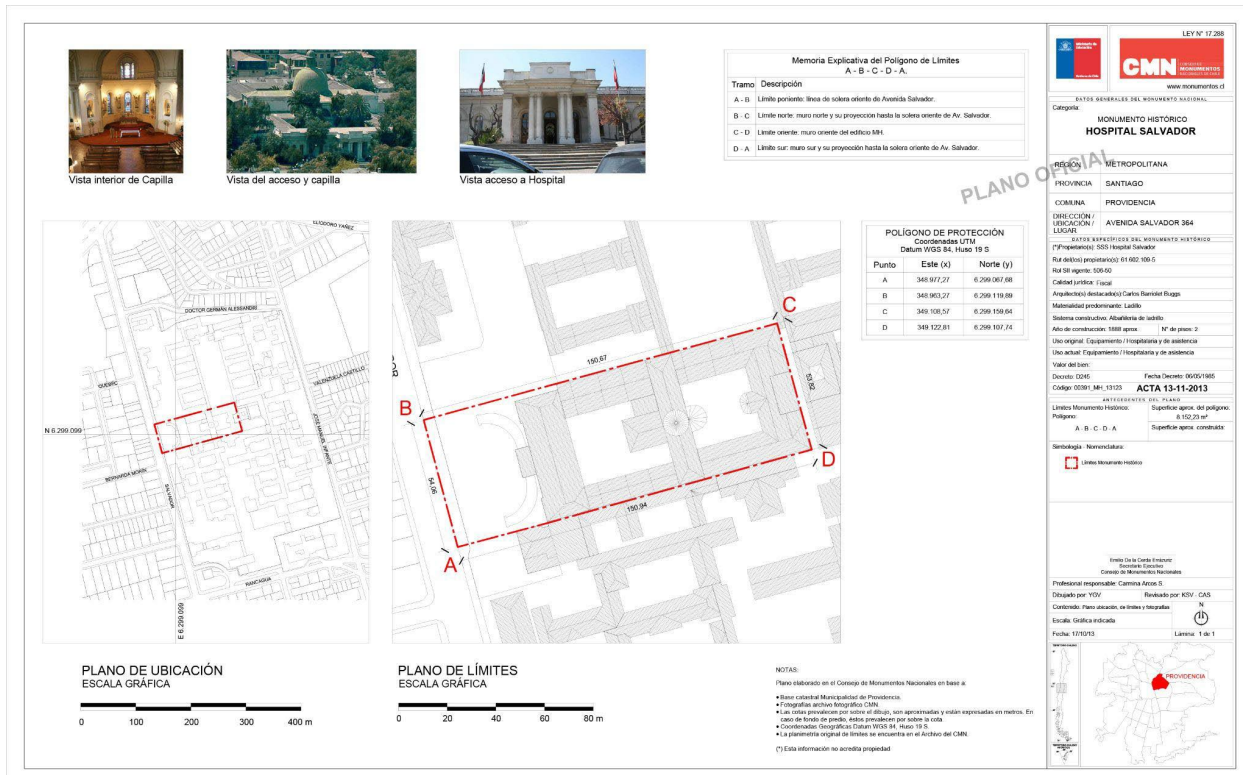 Vista interior de Capilla
Vista del acceso y capilla
Vista acceso a Hospital
Memoria Explicativa del Polígono de Límites
A - B - C - D - A.
Tramo Descripción
A - B Límite poniente: línea de solera oriente de Avenida Salvador.
B - C Límite norte: muro norte y su proyección hasta la solera oriente de Av. Salvador.
C - D Límite oriente: muro oriente del edificio MH.
D - A Límite sur: muro sur y su proyección hasta la solera oriente de Av. Salvador.
PLANO OFICIAL
ELIODORO YAÑEZ
DOCTOR GERMÁN ALESSANDRI
VALENZUELA CASTILLO
JOSÉ MANUEL INFANTE
N 6.299.099
BERNARDA MORIN
SALVADOR
RANCAGUA
E 6.299.099
B
C
D
A
150,67
53,82
150,94
54,06
POLÍGONO DE PROTECCIÓN
Coordenadas UTM
Datum WGS 84, Huso 19 S
Punto Este (x) Norte (y)
A 348.977,27 6.299.067,68
B 348.963,27 6.299.119,89
C 349.108,57 6.299.159,64
D 349.122,81 6.299.107,74
PLANO DE UBICACIÓN
ESCALA GRÁFICA
0 100 200 300 400 m
PLANO DE LÍMITES
ESCALA GRÁFICA
0 20 40 60 80 m
NOTAS:
Plano elaborado en el Consejo de Monumentos Nacionales en base a:
• Base catastral Municipalidad de Providencia.
• Fotografías archivo fotográfico CMN.
• Las cotas prevalecen por sobre el dibujo, son aproximadas y están expresadas en metros. En
caso de fondo de predio, éstos prevalecen por sobre la cota.
• Coordenadas Geográficas Datum WGS 84, Huso 19 S.
• La planimetría original de límites se encuentra en el Archivo del CMN.
(*) Esta información no acredita propiedad
LEY N° 17.288
CMN
CONSEJO DE
MONUMENTOS
NACIONALES DE CHILE
www.monumentos.cl
DATOS GENERALES DEL MONUMENTO NACIONAL
Categoría:
MONUMENTO HISTÓRICO
HOSPITAL SALVADOR
REGIÓN METROPOLITANA
PROVINCIA SANTIAGO
COMUNA PROVIDENCIA
DIRECCIÓN /
UBICACIÓN / AVENIDA SALVADOR 364
LUGAR
DATOS ESPECÍFICOS DEL MONUMENTO HISTÓRICO
(*)Propietario(s): SSS Hospital Salvador
Rut del(los) propietario(s): 61.602.109-5
Rol SII vigente: 506-50
Calidad jurídica: Fiscal
Arquitecto(s) destacado(s) Carlos Barriolet Buggs
Materialidad predominante: Ladillo
Sistema constructivo: Albañilería de ladrillo
Año de construcción: 1888 aprox. N° de pisos: 2
Uso original: Equipamiento / Hospitalaria y de asistencia
Uso actual: Equipamiento / Hospitalaria y de asistencia
Valor del bien:
Decreto: D245 Fecha Decreto: 06/05/1985
Código: 00391_MH_13123 ACTA 13-11-2013
ANTECEDENTES DEL PLANO
Límites Monumento Histórico: Superficie aprox. del polígono:
Polígono: 8.152,23 m²
A - B - C - D - A Superficie aprox. construida:
Simbología - Nomenclatura:
Límites Monumento Histórico
Emilio De la Cerda Errázuriz
Secretario Ejecutivo
Consejo de Monumentos Nacionales
Profesional responsable: Carmina Arcos S.
Dibujado por: YGV Revisado por: KSV - CAS
Contenido: Plano ubicación, de límites y fotografías
N
Escala: Gráfica indicada
Fecha: 17/10/13 Lámina: 1 de 1
PROVIDENCIA